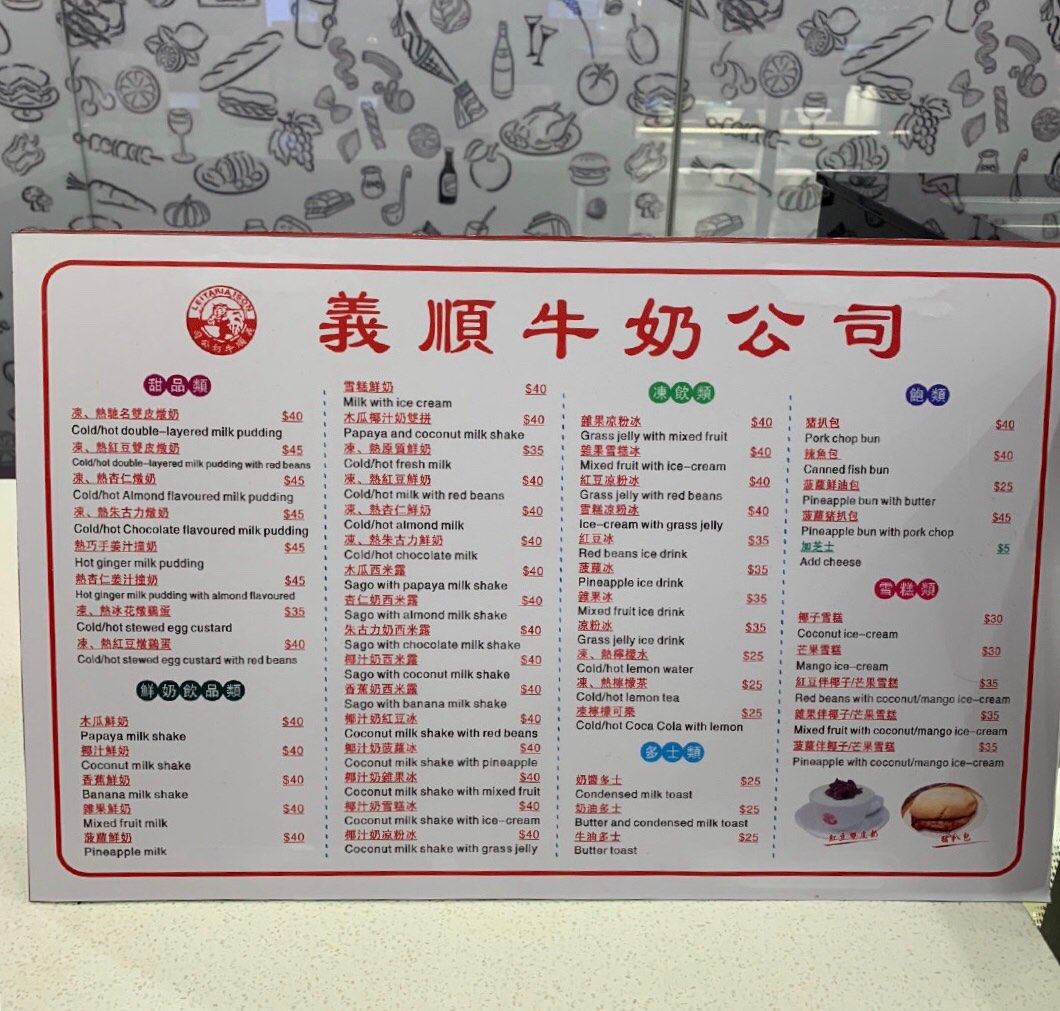 LEITARIA I SON
義順牛奶公司
義順牛奶公司
甜品類
凍、熱馳名雙皮燉奶 $40
Cold/hot double-layered milk pudding
凍、熱紅豆雙皮燉奶 $45
Cold/hot double-layered milk pudding with red beans
凍、熱杏仁燉奶 $45
Cold/hot Almond flavoured milk pudding
凍、熱朱古力燉奶 $45
Cold/hot Chocolate flavoured milk pudding
熱巧手姜汁撞奶 $45
Hot ginger milk pudding
熱杏仁姜汁撞奶 $45
Hot ginger milk pudding with almond flavoured
凍、熱冰花燉鷄蛋 $35
Cold/hot stewed egg custard
凍、熱紅豆燉鷄蛋 $40
Cold/hot stewed egg custard with red beans
鮮奶飲品類
木瓜鮮奶 $40
Papaya milk shake
椰汁鮮奶 $40
Coconut milk shake
香蕉鮮奶 $40
Banana milk shake
雜果鮮奶 $40
Mixed fruit milk
菠蘿鮮奶 $40
Pineapple milk
雪糕鮮奶 $40
Milk with ice cream
木瓜椰汁奶雙拼 $40
Papaya and coconut milk shake
凍、熱原質鮮奶 $35
Cold/hot fresh milk
凍、熱紅豆鮮奶 $40
Cold/hot milk with red beans
凍、熱杏仁鮮奶 $40
Cold/hot almond milk
凍、熱朱古力鮮奶 $40
Cold/hot chocolate milk
木瓜西米露 $40
Sago with papaya milk shake
杏仁奶西米露 $40
Sago with almond milk shake
朱古力奶西米露 $40
Sago with chocolate milk shake
椰汁奶西米露 $40
Sago with coconut milk shake
香蕉奶西米露 $40
Sago with banana milk shake
椰汁奶紅豆冰 $40
Coconut milk shake with red beans
椰汁奶菠蘿冰 $40
Coconut milk shake with pineapple
椰汁奶雜果冰 $40
Coconut milk shake with mixed fruit
椰汁奶雪糕冰 $40
Coconut milk shake with ice-cream
椰汁奶凉粉冰 $40
Coconut milk shake with grass jelly
凍飲類
雜果凉粉冰 $40
Grass jelly with mixed fruit
雜果雪糕冰 $40
Mixed fruit with ice-cream
紅豆凉粉冰 $40
Grass jelly with red beans
雪糕凉粉冰 $40
Ice-cream with grass jelly
紅豆冰 $35
Red beans ice drink
菠蘿冰 $35
Pineapple ice drink
雜果冰 $35
Mixed fruit ice drink
凉粉冰 $35
Grass jelly ice drink
凍、熱檸檬水 $25
Cold/hot lemon water
凍、熱檸檬茶 $25
Cold/hot lemon tea
凍檸檬可樂 $25
Cold/hot Coca Cola with lemon
多士類
奶醬多士 $25
Condensed milk toast
奶油多士 $25
Butter and condensed milk toast
牛油多士 $25
Butter toast
飽類
豬扒包 $40
Pork chop bun
辣魚包 $40
Canned fish bun
菠蘿鮮油包 $25
Pineapple bun with butter
菠蘿豬扒包 $45
Pineapple bun with pork chop
加芝士 $5
Add cheese
雪糕類
椰子雪糕 $30
Coconut ice-cream
芒果雪糕 $30
Mango ice-cream
紅豆伴椰子/芒果雪糕 $35
Red beans with coconut/mango ice-cream
雜果伴椰子/芒果雪糕 $35
Mixed fruit with coconut/mango ice-cream
菠蘿伴椰子/芒果雪糕 $35
Pineapple with coconut/mango ice-cream
紅豆雙皮奶
豬扒包